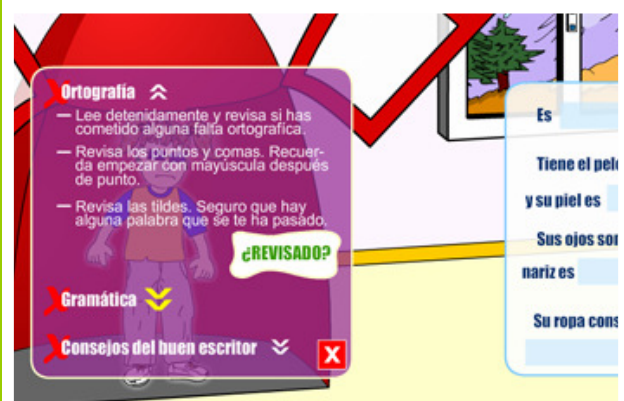 Ortografía
— Lee detenidamente y revisa si has
cometido alguna falta ortografica.
— Revisa los puntos y comas. Recuer-
da empezar con mayúscula después
de punto.
— Revisa las tildes. Seguro que hay
alguna palabra que se te ha pasado.
¿REVISADO?
Gramática
Consejos del buen escritor
X
Es
Tiene el pelo
y su piel es
Sus ojos son
nariz es
Su ropa cons